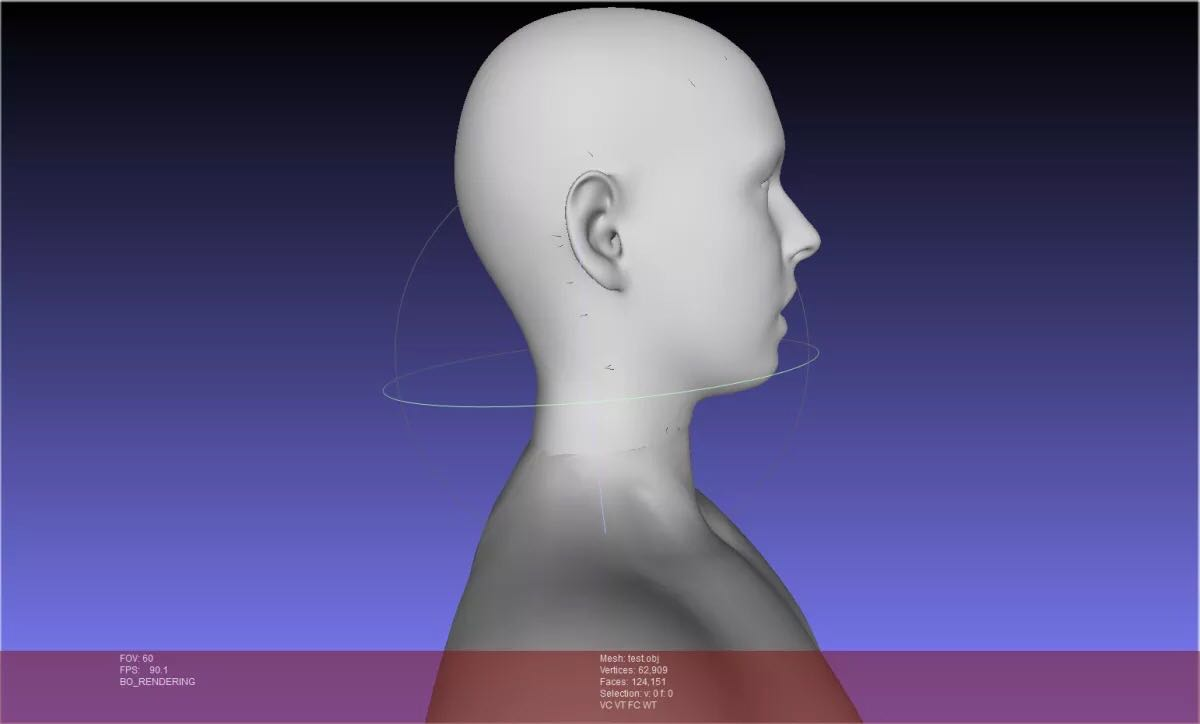 FOV: 60
FPS: 90.1
BO_RENDERING
Mesh: test.obj
Vertices: 62,909
Faces: 124,151
Selection: v: 0 f: 0
VC VT FC WT